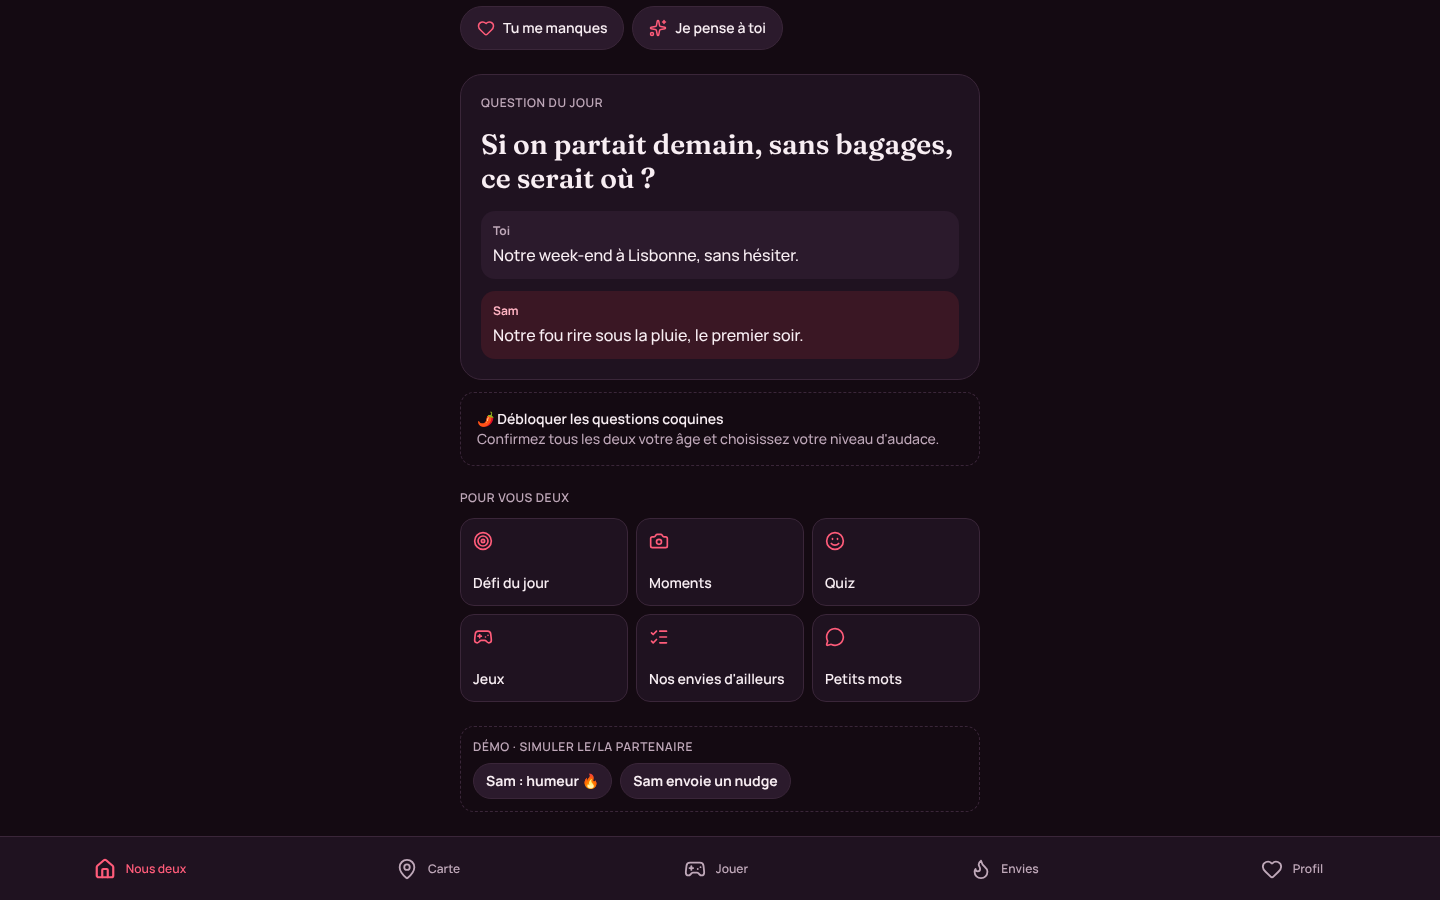 Tu me manques
Je pense à toi
QUESTION DU JOUR
Si on partait demain, sans bagages,
ce serait où ?
Toi
Notre week-end à Lisbonne, sans hésiter.
Sam
Notre fou rire sous la pluie, le premier soir.
🌶️ Débloquer les questions coquines
Confirmez tous les deux votre âge et choisissez votre niveau d'audace.
POUR VOUS DEUX
Défi du jour
Moments
Quiz
Jeux
Nos envies d'ailleurs
Petits mots
DÉMO · SIMULER LE/LA PARTENAIRE
Sam : humeur 🔥
Sam envoie un nudge
Nous deux
Carte
Jouer
Envies
Profil